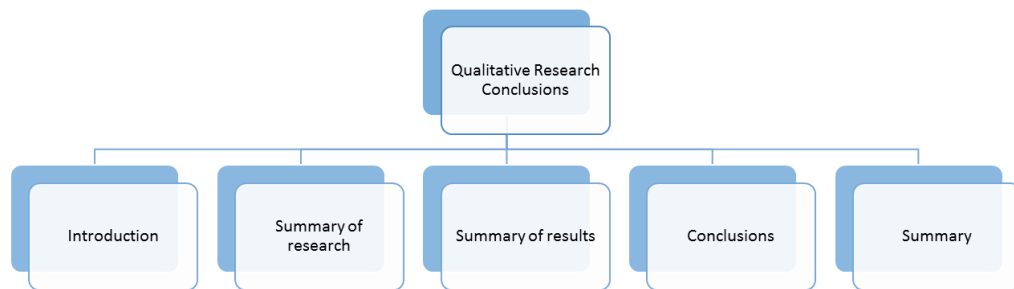 Qualitative Research
Conclusions
Introduction
Summary of
research
Summary of results
Conclusions
Summary